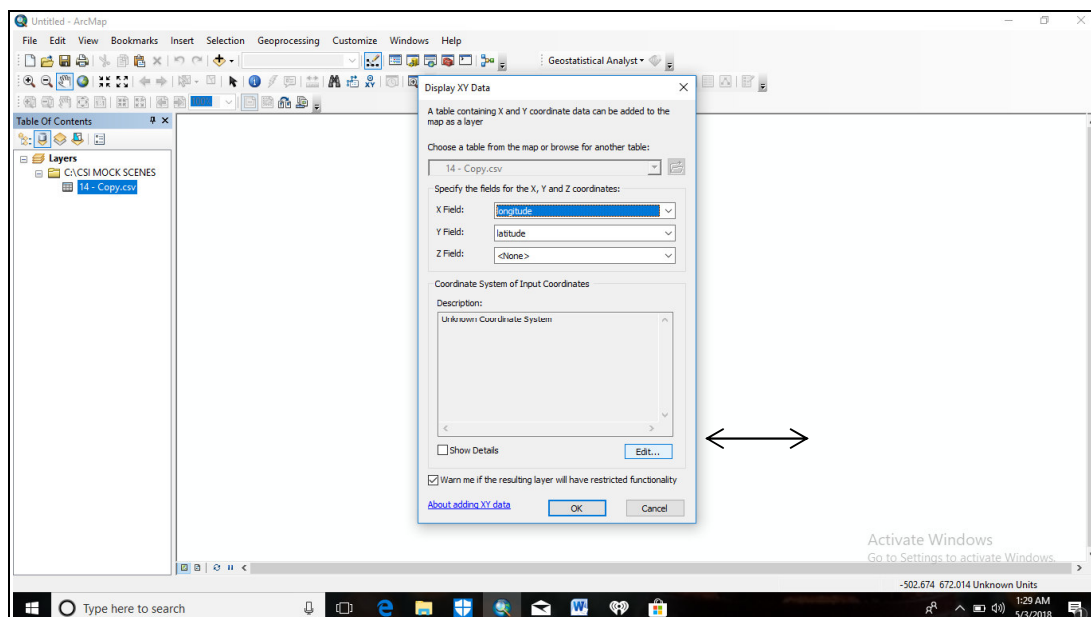 Untitled - ArcMap
File Edit View Bookmarks Insert Selection Geoprocessing Customize Windows Help
Geostatistical Analyst
Table Of Contents
Layers
C:\CSI MOCK SCENES
14 - Copy.csv
Display XY Data
A table containing X and Y coordinate data can be added to the
map as a layer
Choose a table from the map or browse for another table:
14 - Copy.csv
Specify the fields for the X, Y and Z coordinates:
X Field: longitude
Y Field: latitude
Z Field: <None>
Coordinate System of Input Coordinates
Description:
Unknown Coordinate System
Show Details
Edit...
Warn me if the resulting layer will have restricted functionality
About adding XY data
OK
Cancel
Activate Windows
Go to Settings to activate Windows.
-502.674 672.014 Unknown Units
Type here to search
1:29 AM
5/3/2018